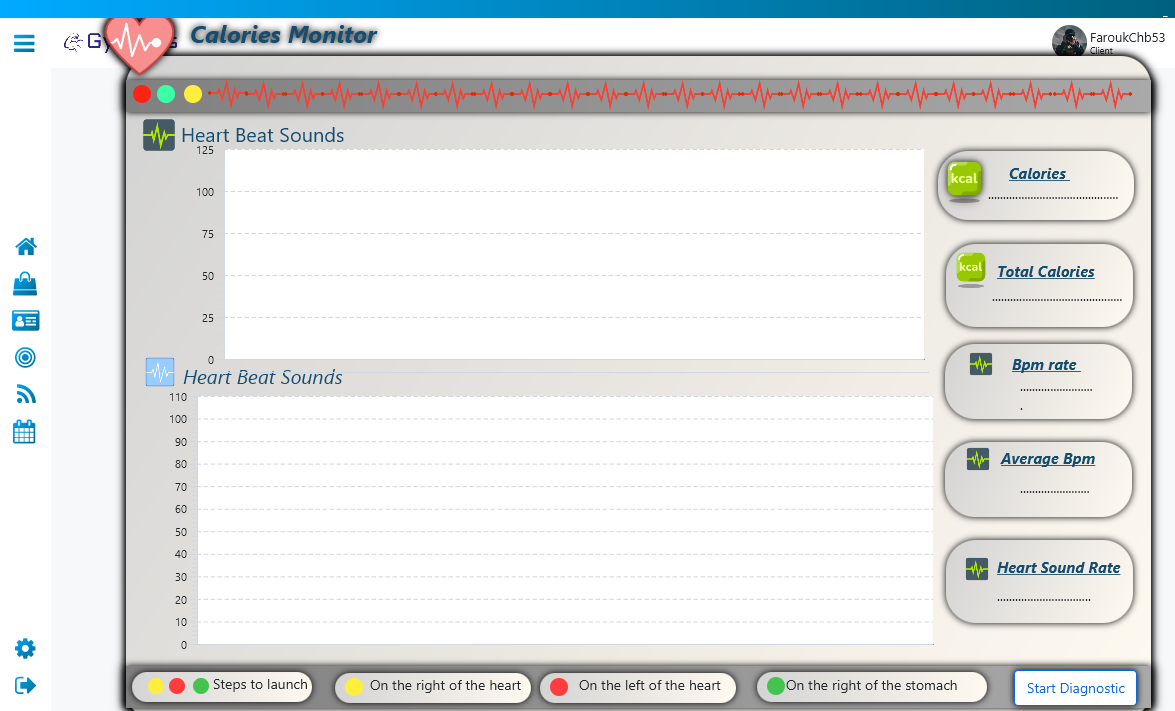 Calories Monitor
FaroukChb53
Client
Heart Beat Sounds
125
100
75
50
25
0
Heart Beat Sounds
110
100
90
80
70
60
50
40
30
20
10
0
kcal
Calories
...........................................
kcal
Total Calories
...........................................
Bpm rate
........................
.
Average Bpm
.......................
Heart Sound Rate
...............................
Steps to launch
On the right of the heart
On the left of the heart
On the right of the stomach
Start Diagnostic